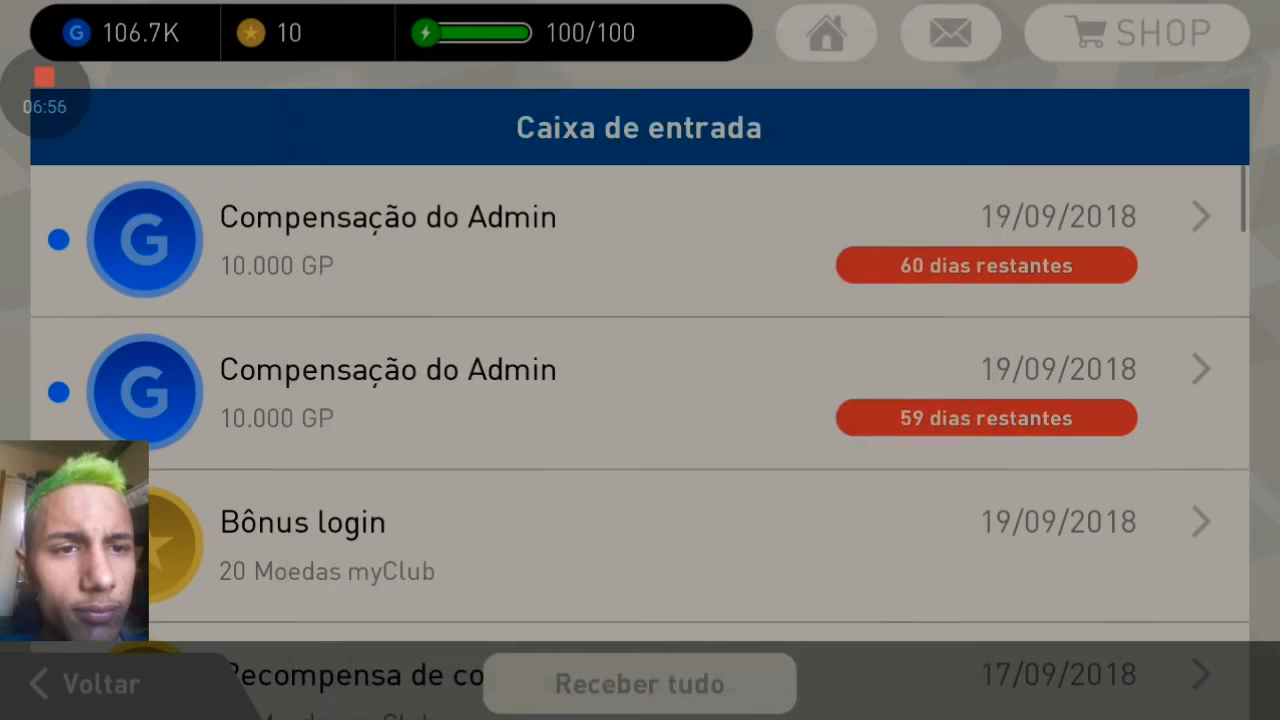 G 106.7K 10 100/100 SHOP
06:56
Caixa de entrada
G Compensação do Admin 19/09/2018
10.000 GP 60 dias restantes
G Compensação do Admin 19/09/2018
10.000 GP 59 dias restantes
Bônus login 19/09/2018
20 Moedas myClub
Recompensa de 17/09/2018
Voltar Receber tudo